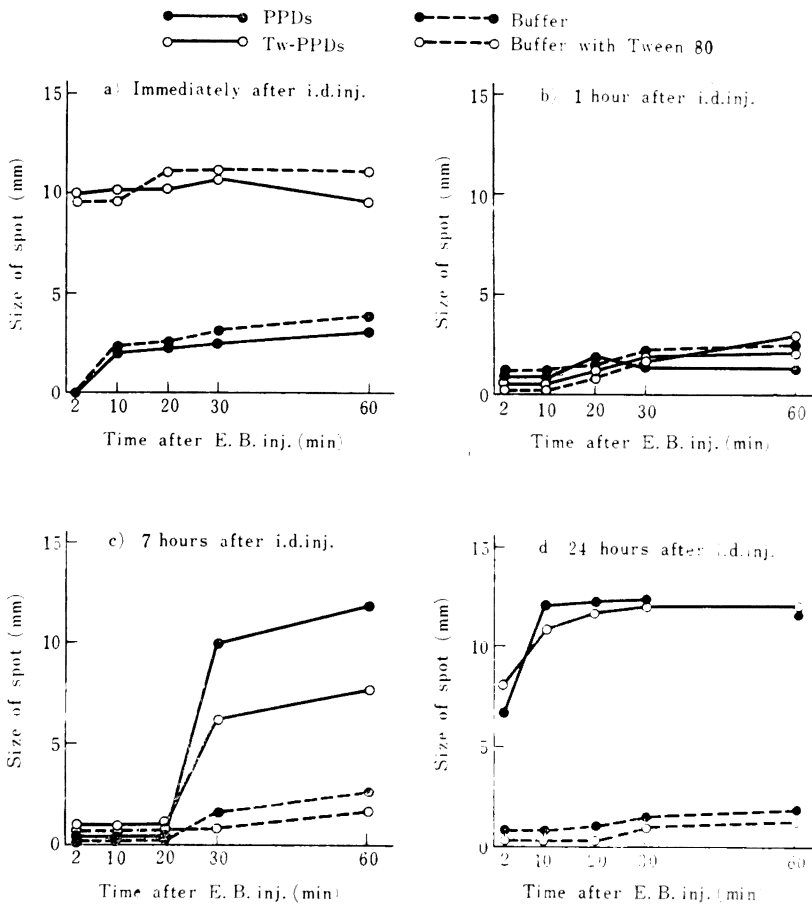 PPDs
Tw-PPDs
Buffer
Buffer with Tween 80
a) Immediately after i.d.inj.
15
10
5
0
Size of spot (mm)
2 10 20 30 60
Time after E. B. inj. (min)
b) 1 hour after i.d.inj.
15
10
5
0
Size of spot (mm)
2 10 20 30 60
Time after E. B. inj. (min)
c) 7 hours after i.d.inj.
15
10
5
0
Size of spot (mm)
2 10 20 30 60
Time after E. B. inj. (min)
d 24 hours after i.d.inj.
15
10
5
0
Size of spot (mm)
2 10 20 30 60
Time after E. B. inj. (min